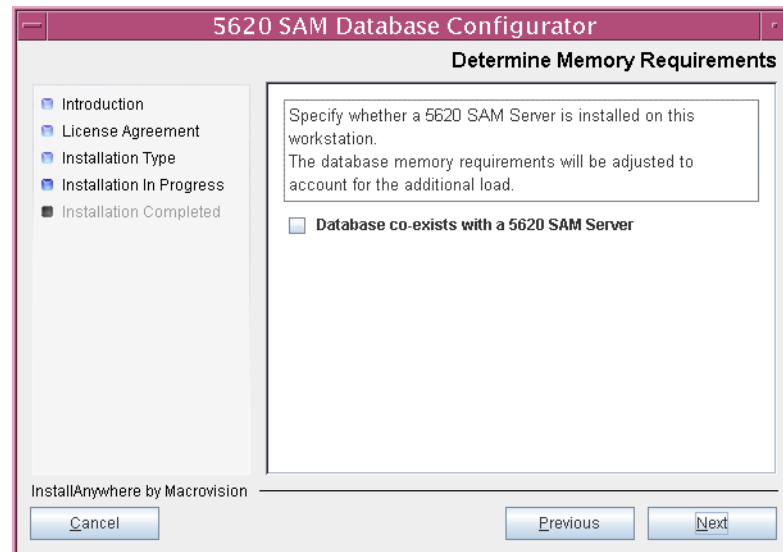 5620 SAM Database Configurator
Determine Memory Requirements
Introduction
License Agreement
Installation Type
Installation In Progress
Installation Completed
Specify whether a 5620 SAM Server is installed on this
workstation.
The database memory requirements will be adjusted to
account for the additional load.
Database co-exists with a 5620 SAM Server
InstallAnywhere by Macrovision
Cancel
Previous
Next